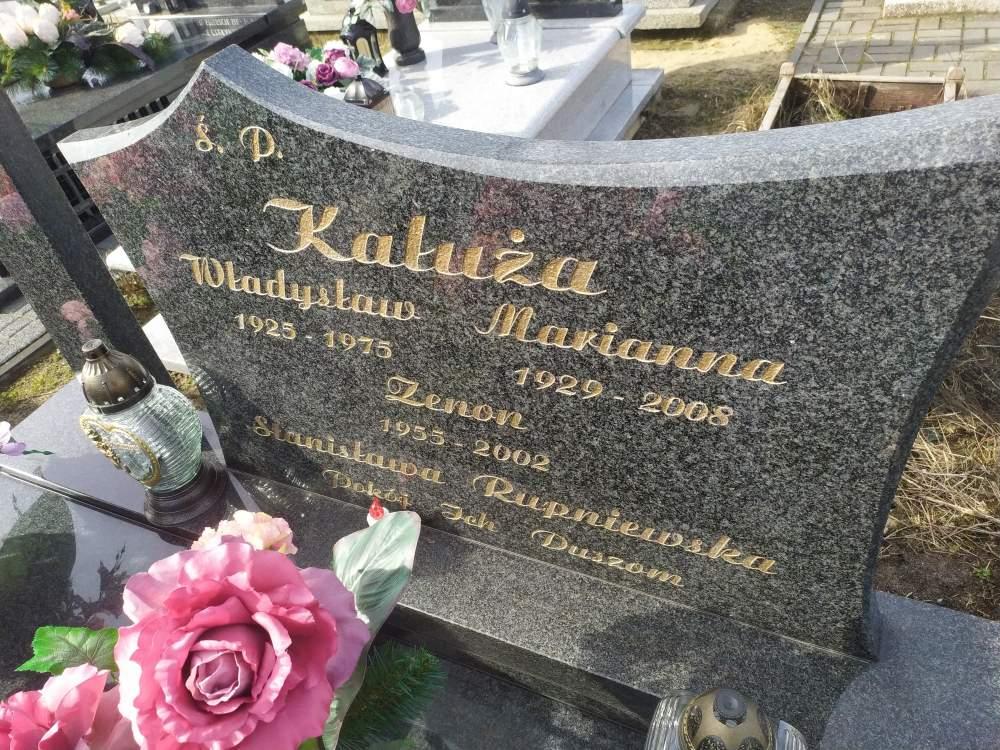 ś. P.
Kałuża
Władysław Marianna
1925 - 1975 1929 - 2008
Zenon
1955 - 2002
Stanisława Rupniewska
Pokój Ich Duszom